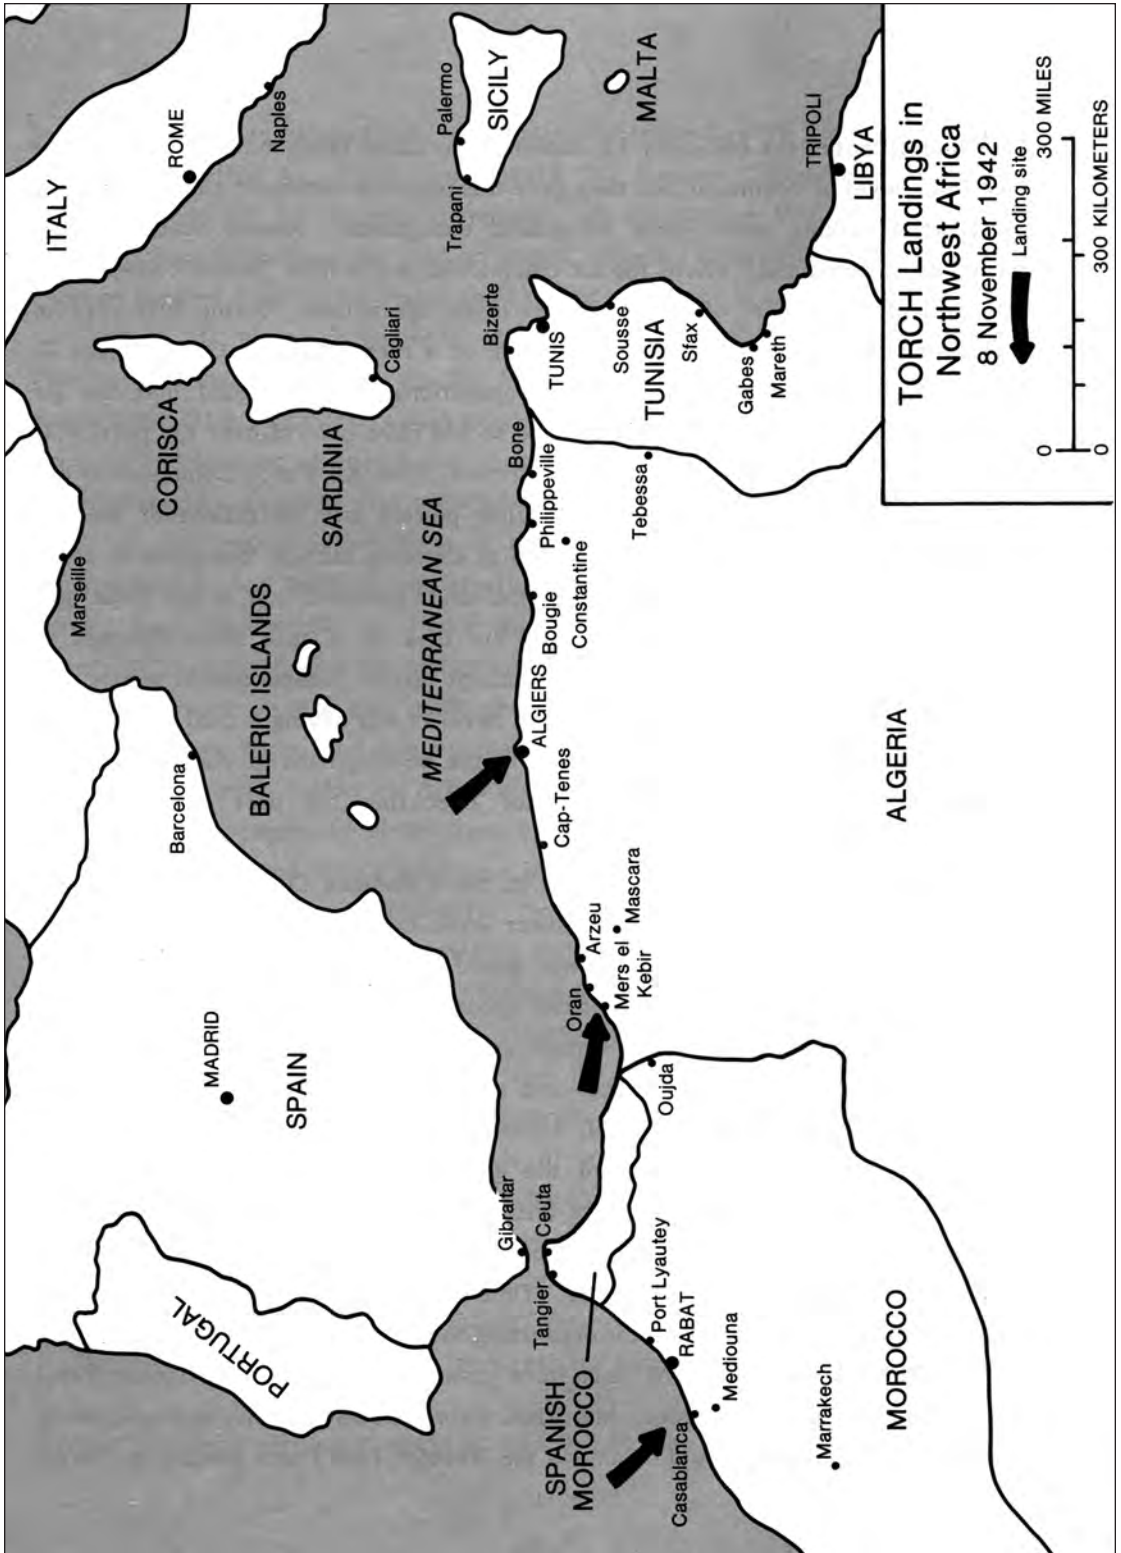 PORTUGAL
SPAIN
MADRID
Barcelona
Marseille
ITALY
ROME
Naples
CORISCA
SARDINIA
Cagliari
BALERIC ISLANDS
MEDITERRANEAN SEA
Palermo
Trapani
SICILY
MALTA
Gibraltar
Ceuta
Tangier
SPANISH
MOROCCO
Port Lyautey
RABAT
Casablanca
Mediouna
Marrakech
MOROCCO
Oujda
Oran
Mers el
Kebir
Arzeu
Mascara
Cap-Tenes
ALGIERS
Bougie
Constantine
Philippeville
Bone
Tebessa
ALGERIA
Bizerte
TUNIS
Sousse
TUNISIA
Sfax
Gabes
Mareth
TRIPOLI
LIBYA
TORCH Landings in
Northwest Africa
8 November 1942
Landing site
0 300 MILES
0 300 KILOMETERS